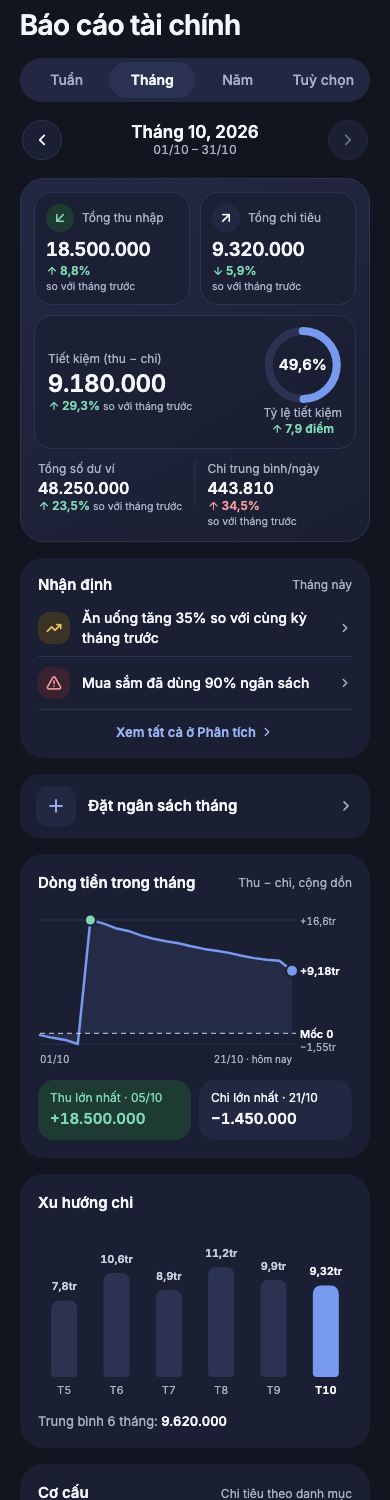 Báo cáo tài chính
Tuần
Tháng
Năm
Tuỳ chọn
Tháng 10, 2026
01/10 – 31/10
Tổng thu nhập
18.500.000
↑ 8,8%
so với tháng trước
Tổng chi tiêu
9.320.000
↓ 5,9%
so với tháng trước
Tiết kiệm (thu − chi)
9.180.000
↑ 29,3% so với tháng trước
49,6%
Tỷ lệ tiết kiệm
↑ 7,9 điểm
Tổng số dư ví
48.250.000
↑ 23,5% so với tháng trước
Chi trung bình/ngày
443.810
↑ 34,5%
so với tháng trước
Nhận định
Tháng này
Ăn uống tăng 35% so với cùng kỳ
tháng trước
Mua sắm đã dùng 90% ngân sách
Xem tất cả ở Phân tích
Đặt ngân sách tháng
Dòng tiền trong tháng
Thu − chi, cộng dồn
+16,6tr
+9,18tr
Mốc 0
−1,55tr
01/10
21/10 · hôm nay
Thu lớn nhất · 05/10
+18.500.000
Chi lớn nhất · 21/10
−1.450.000
Xu hướng chi
7,8tr
10,6tr
8,9tr
11,2tr
9,9tr
9,32tr
T5
T6
T7
T8
T9
T10
Trung bình 6 tháng: 9.620.000
Cơ cấu
Chi tiêu theo danh mục